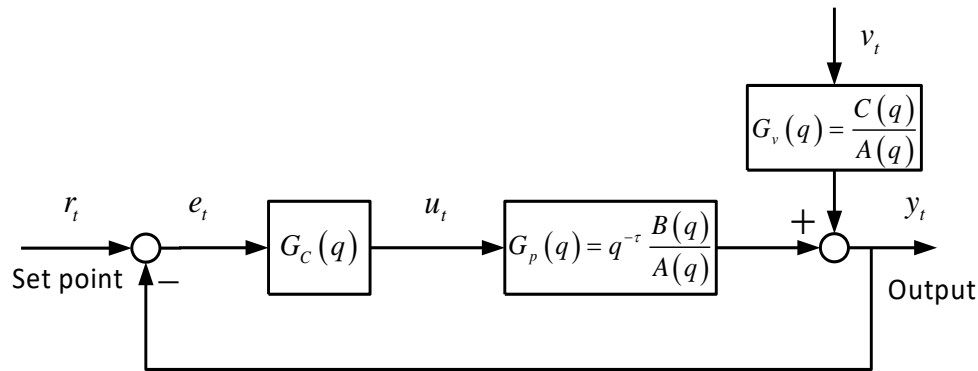 v_t
G_v(q) = C(q)/A(q)
r_t
e_t
u_t
y_t
+
G_C(q)
G_p(q) = q^{-τ} B(q)/A(q)
Set point
−
Output